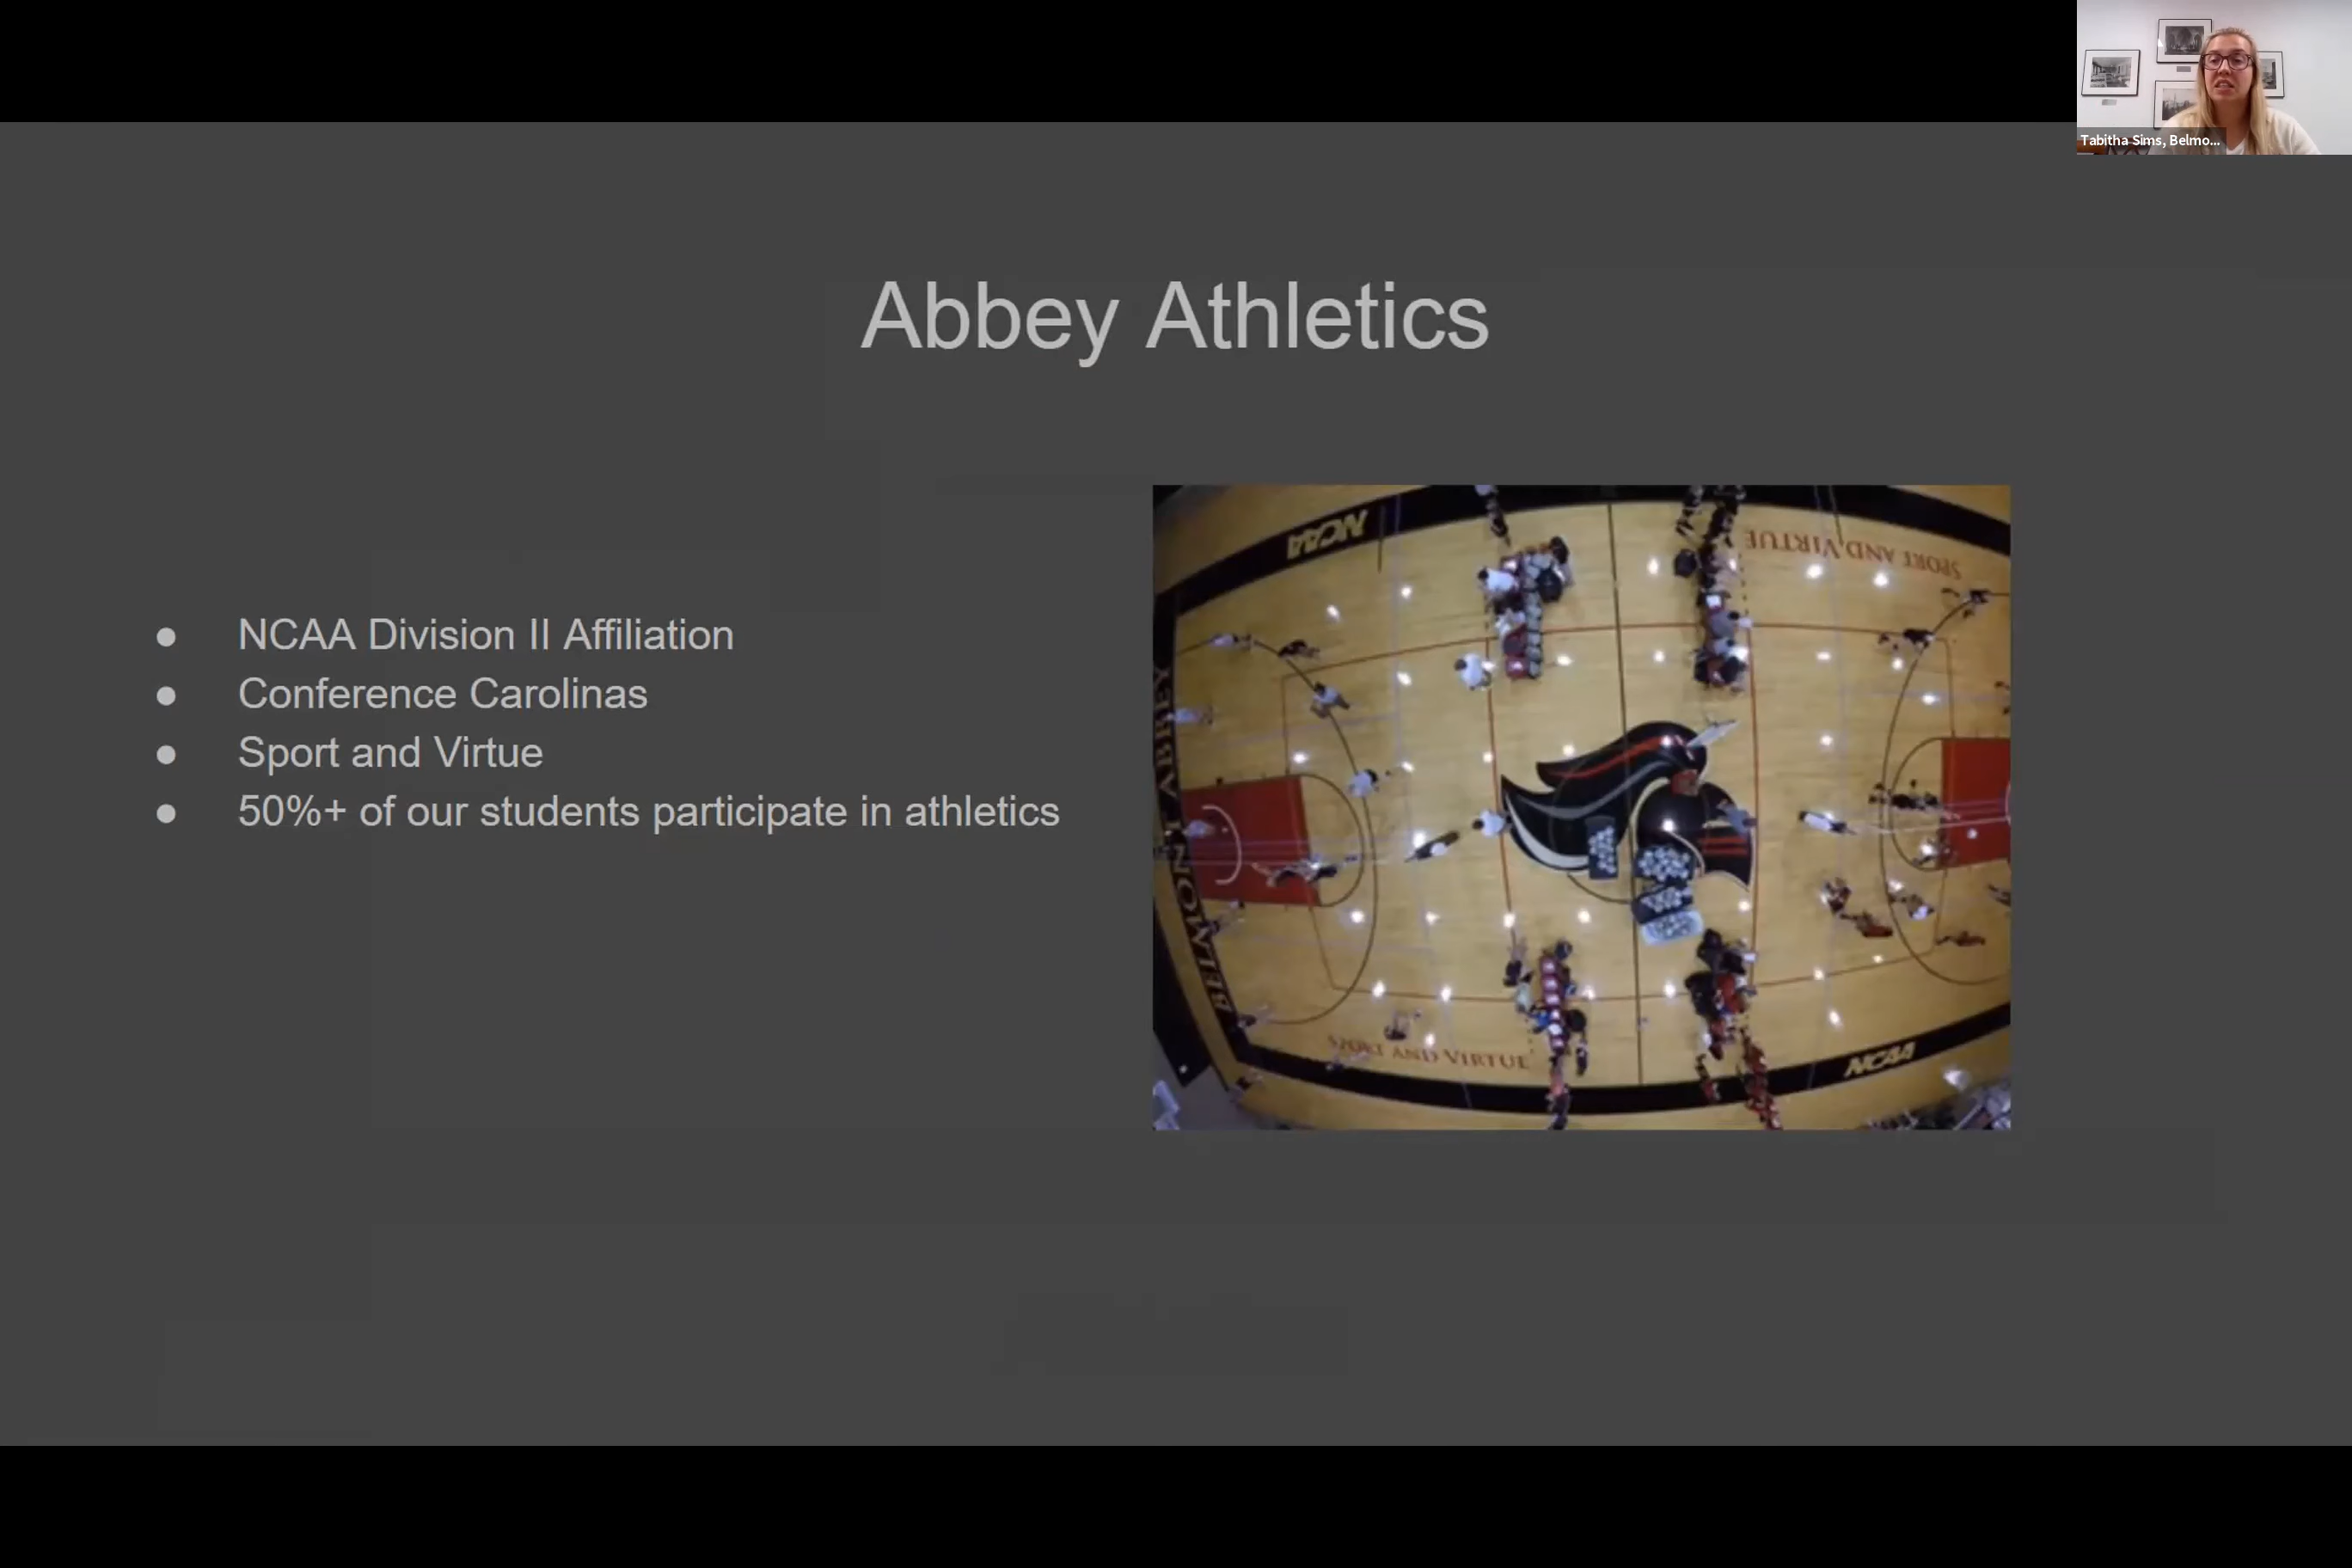 Tabitha Sims, Belmo...
Abbey Athletics
● NCAA Division II Affiliation
● Conference Carolinas
● Sport and Virtue
● 50%+ of our students participate in athletics
NCAA
SPORT AND VIRTUE
BELMONT ABBEY
SPORT AND VIRTUE
NCAA